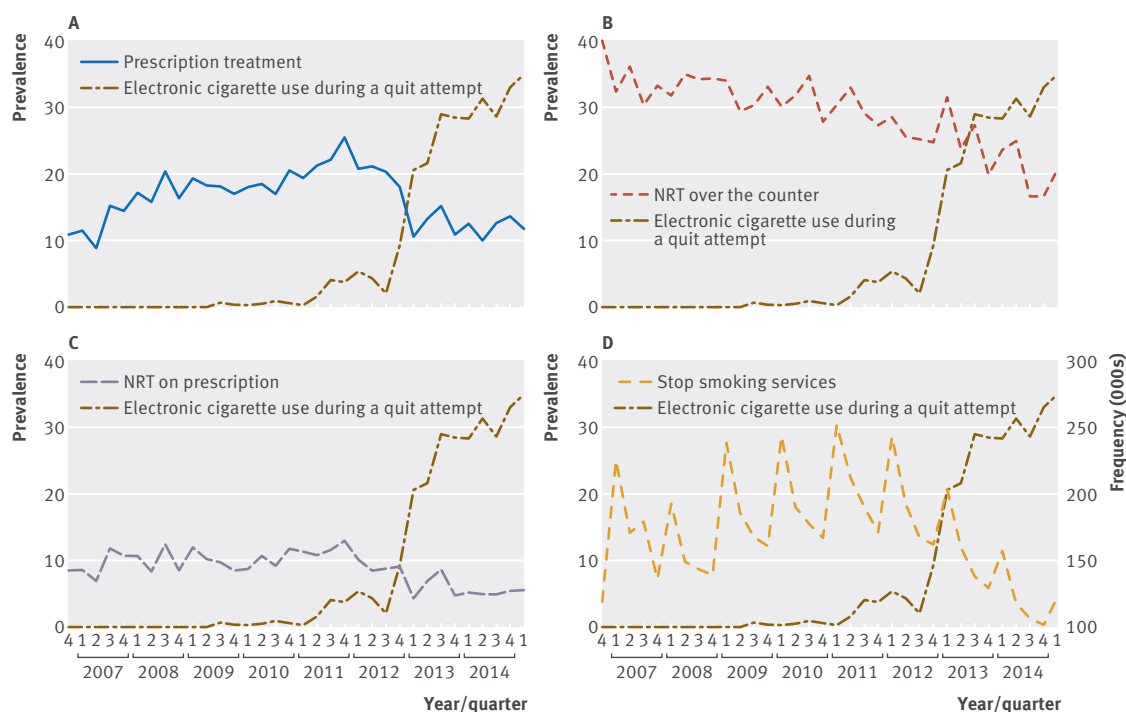 A
Prevalence
40
30
20
10
0
Prescription treatment
Electronic cigarette use during a quit attempt
B
Prevalence
40
30
20
10
0
NRT over the counter
Electronic cigarette use during
a quit attempt
C
Prevalence
40
30
20
10
0
NRT on prescription
Electronic cigarette use during a quit attempt
4 1 2 3 4 1 2 3 4 1 2 3 4 1 2 3 4 1 2 3 4 1 2 3 4 1 2 3 4 1 2 3 4 1
2007 2008 2009 2010 2011 2012 2013 2014
Year/quarter
D
Prevalence
40
30
20
10
0
Stop smoking services
Electronic cigarette use during a quit attempt
300
250
200
150
100
Frequency (000s)
4 1 2 3 4 1 2 3 4 1 2 3 4 1 2 3 4 1 2 3 4 1 2 3 4 1 2 3 4 1 2 3 4 1
2007 2008 2009 2010 2011 2012 2013 2014
Year/quarter